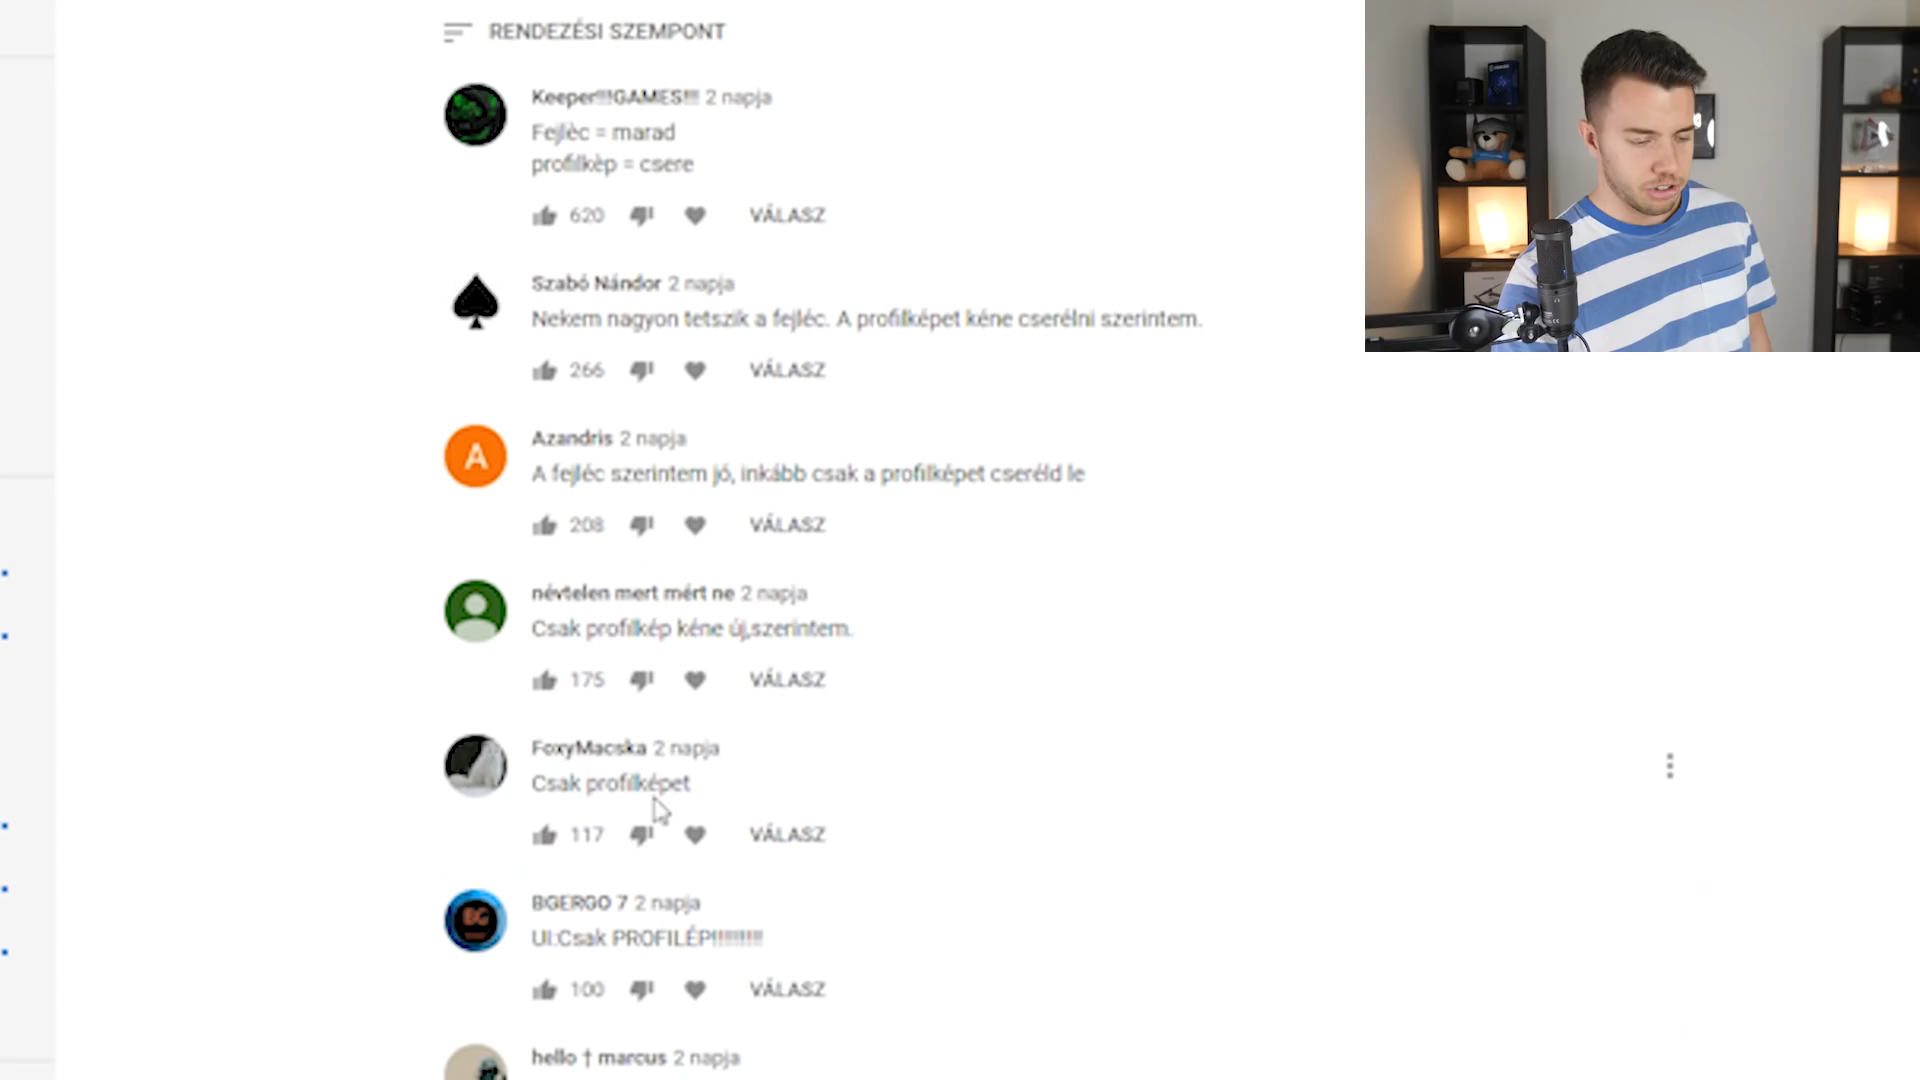 RENDEZÉSI SZEMPONT
Keeper!!!GAMES!!! 2 napja
Fejlèc = marad
profilkèp = csere
620 VÁLASZ
Szabó Nándor 2 napja
Nekem nagyon tetszik a fejléc. A profilképet kéne cserélni szerintem.
266 VÁLASZ
A
Azandris 2 napja
A fejléc szerintem jó, inkább csak a profilképet cseréld le
208 VÁLASZ
névtelen mert mért ne 2 napja
Csak profilkép kéne új,szerintem.
175 VÁLASZ
FoxyMacska 2 napja
Csak profilképet
117 VÁLASZ
BG
BGERGO 7 2 napja
UI:Csak PROFILÉP!!!!!!!!!!
100 VÁLASZ
hello † marcus 2 napja